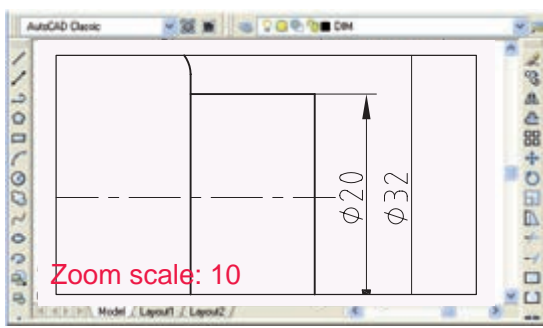 AutoCAD Classic DIM
ϕ20
ϕ32
Zoom scale: 10
Model / Layout1 / Layout2 /